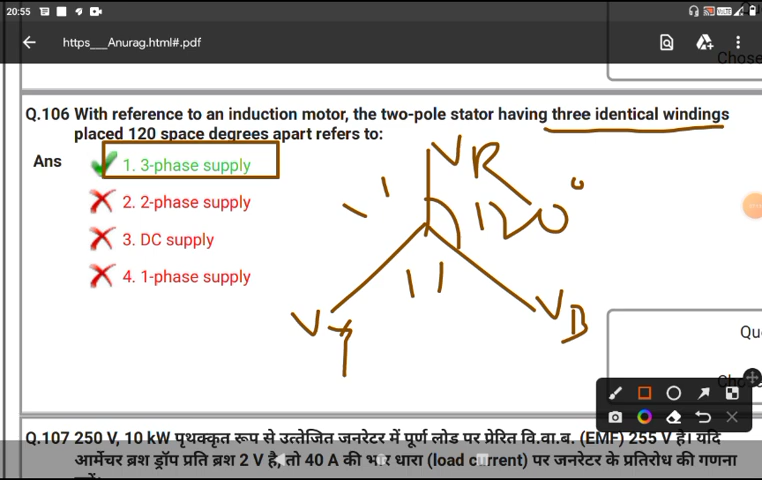 20:55
https___Anurag.html#.pdf
Chose
Q.106 With reference to an induction motor, the two-pole stator having three identical windings
placed 120 space degrees apart refers to:
Ans
1. 3-phase supply
2. 2-phase supply
3. DC supply
4. 1-phase supply
VR
120°
VY
VB
Qu
Q.107 250 V, 10 kW पृथक्कृत रूप से उत्तेजित जनरेटर में पूर्ण लोड पर प्रेरित वि.वा.ब. (EMF) 255 V है। यदि
आर्मेचर ब्रश ड्रॉप प्रति ब्रश 2 V है, तो 40 A की भार धारा (load current) पर जनरेटर के प्रतिरोध की गणना